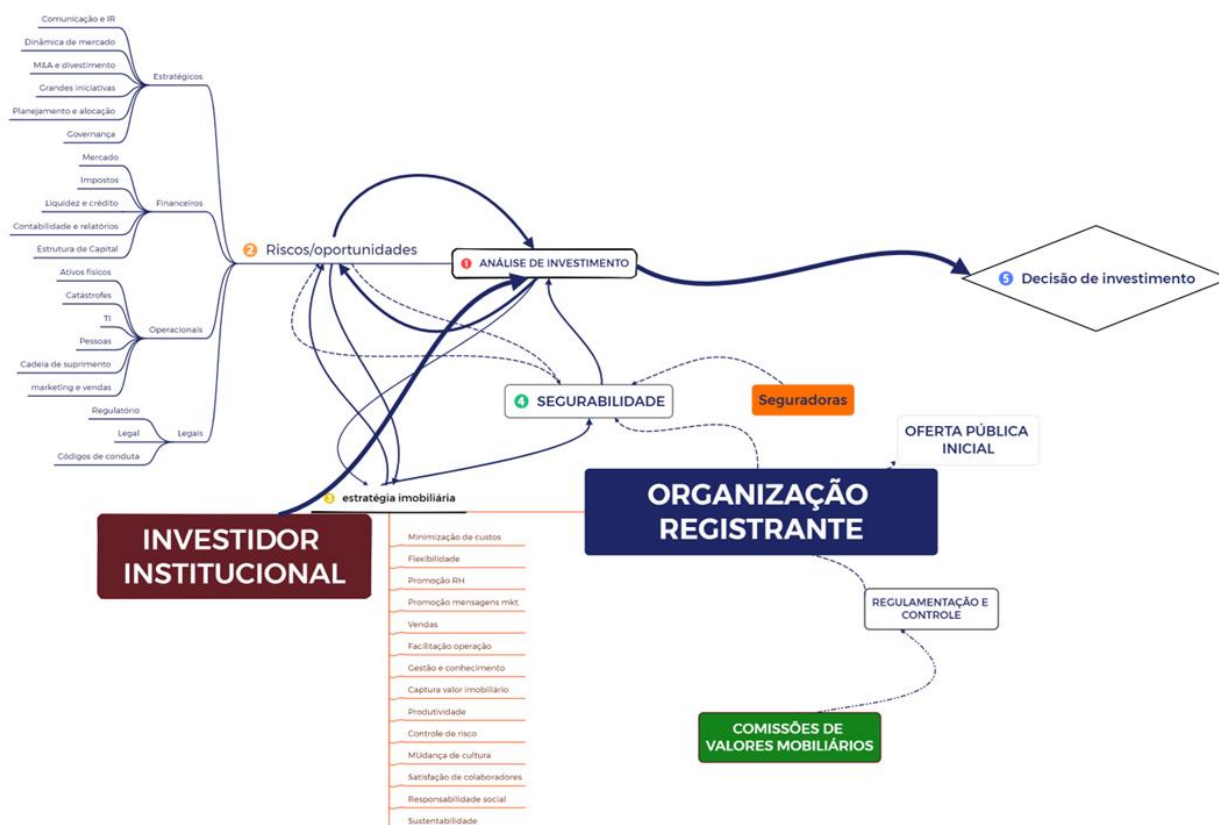 Comunicação e IR
Dinâmica de mercado
M&A e divestimento
Grandes iniciativas
Planejamento e alocação
Governança
Estratégicos
Mercado
Impostos
Liquidez e crédito
Contabilidade e relatórios
Estrutura de Capital
Financeiros
Ativos físicos
Catástrofes
TI
Pessoas
Cadeia de suprimento
marketing e vendas
Operacionais
Regulatório
Legal
Códigos de conduta
Legais
2 Riscos/oportunidades
1 ANÁLISE DE INVESTIMENTO
5 Decisão de investimento
4 SEGURABILIDADE
Seguradoras
OFERTA PÚBLICA
INICIAL
3 estratégia imobiliária
INVESTIDOR
INSTITUCIONAL
ORGANIZAÇÃO
REGISTRANTE
Minimização de custos
Flexibilidade
Promoção RH
Promoção mensagens mkt
Vendas
Facilitação operação
Gestão e conhecimento
Captura valor imobiliário
Produtividade
Controle de risco
MUdança de cultura
Satisfação de colaboradores
Responsabilidade social
Sustentabilidade
REGULAMENTAÇÃO E
CONTROLE
COMISSÕES DE
VALORES MOBILIÁRIOS